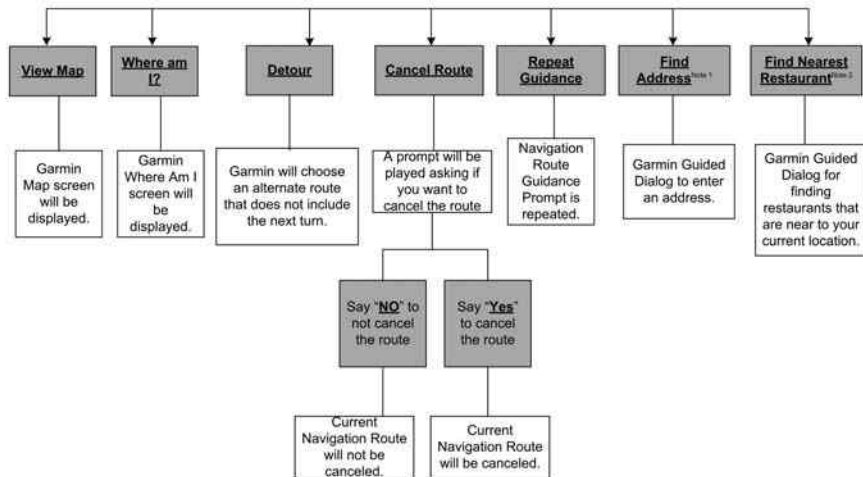 View Map
Where am
I?
Detour
Cancel Route
Repeat
Guidance
Find
Address Note 1
Find Nearest
Restaurant Note 2
Garmin
Map screen
will be
displayed.
Garmin
Where Am I
screen will
be
displayed.
Garmin will choose
an alternate route
that does not include
the next turn.
A prompt will be
played asking if
you want to
cancel the route
Navigation
Route
Guidance
Prompt is
repeated.
Garmin Guided
Dialog to enter
an address.
Garmin Guided
Dialog for
finding
restaurants that
are near to your
current location.
Say "NO" to
not cancel
the route
Say "Yes"
to cancel
the route
Current
Navigation Route
will not be
canceled.
Current
Navigation Route
will be canceled.